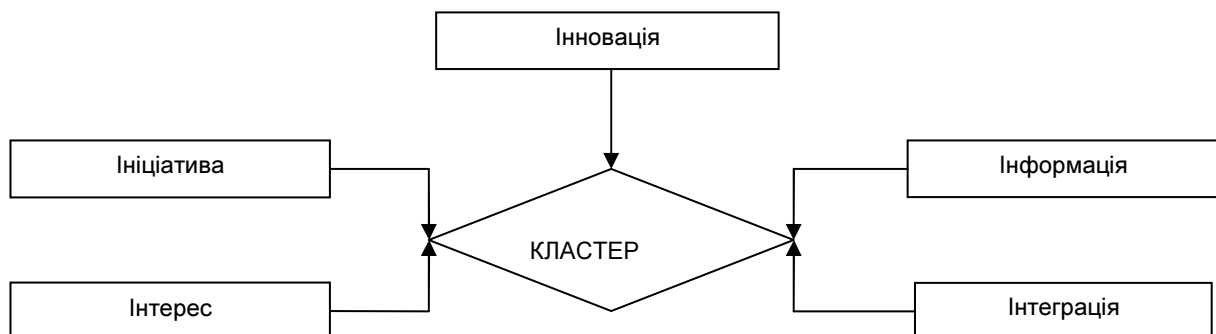 Інновація
Ініціатива
Інформація
КЛАСТЕР
Інтерес
Інтеграція